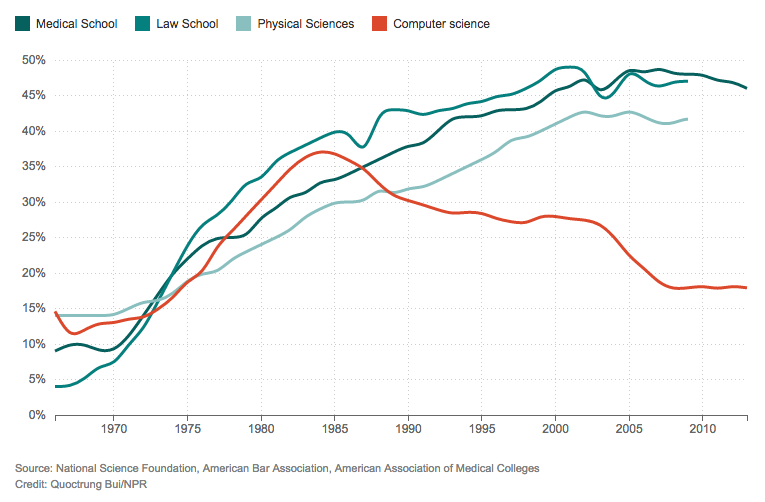 Medical School Law School Physical Sciences Computer science
50%
45%
40%
35%
30%
25%
20%
15%
10%
5%
0%
1970 1975 1980 1985 1990 1995 2000 2005 2010
Source: National Science Foundation, American Bar Association, American Association of Medical Colleges
Credit: Quoctrung Bui/NPR